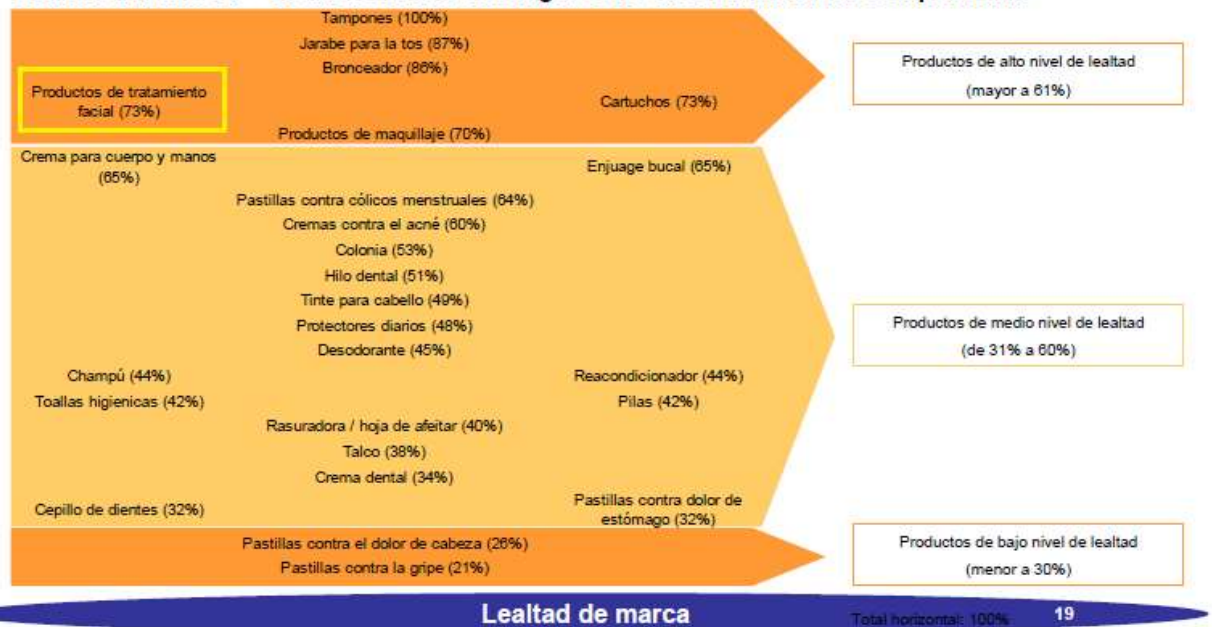 Tampones (100%)
Jarabe para la tos (87%)
Bronceador (86%)
Productos de tratamiento
facial (73%)
Cartuchos (73%)
Productos de maquillaje (70%)
Productos de alto nivel de lealtad
(mayor a 61%)
Crema para cuerpo y manos
(65%)
Enjuage bucal (65%)
Pastillas contra cólicos menstruales (64%)
Cremas contra el acné (60%)
Colonia (53%)
Hilo dental (51%)
Tinte para cabello (49%)
Protectores diarios (48%)
Desodorante (45%)
Champú (44%)
Reacondicionador (44%)
Toallas higienicas (42%)
Pilas (42%)
Rasuradora / hoja de afeitar (40%)
Talco (38%)
Crema dental (34%)
Cepillo de dientes (32%)
Pastillas contra dolor de
estómago (32%)
Productos de medio nivel de lealtad
(de 31% a 60%)
Pastillas contra el dolor de cabeza (26%)
Pastillas contra la gripe (21%)
Productos de bajo nivel de lealtad
(menor a 30%)
Lealtad de marca
Total horizontal: 100%
19